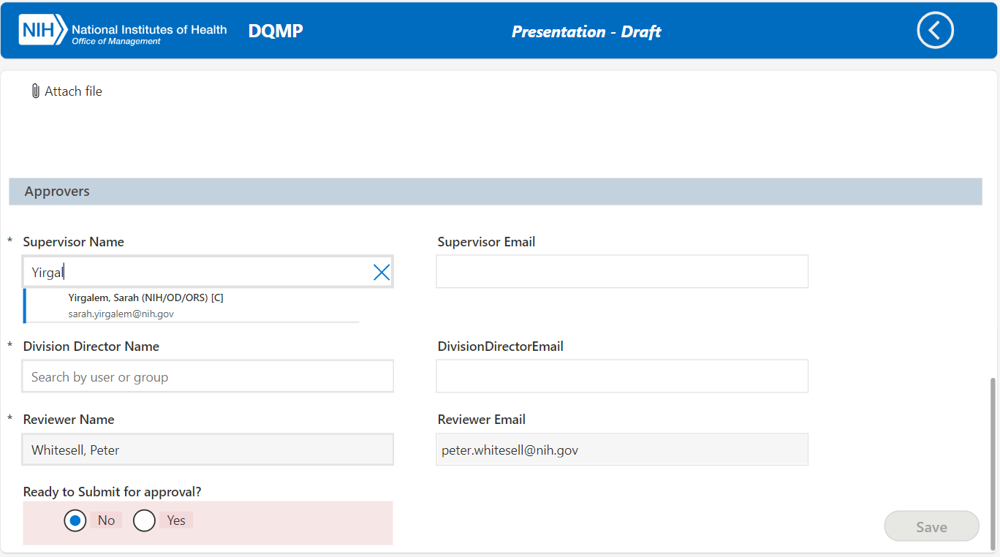 NIH National Institutes of Health
Office of Management
DQMP
Presentation - Draft
Attach file
Approvers
* Supervisor Name
Supervisor Email
Yirgal
Yirgalem, Sarah (NIH/OD/ORS) [C]
sarah.yirgalem@nih.gov
* Division Director Name
DivisionDirectorEmail
Search by user or group
* Reviewer Name
Reviewer Email
Whitesell, Peter
peter.whitesell@nih.gov
Ready to Submit for approval?
No Yes
Save